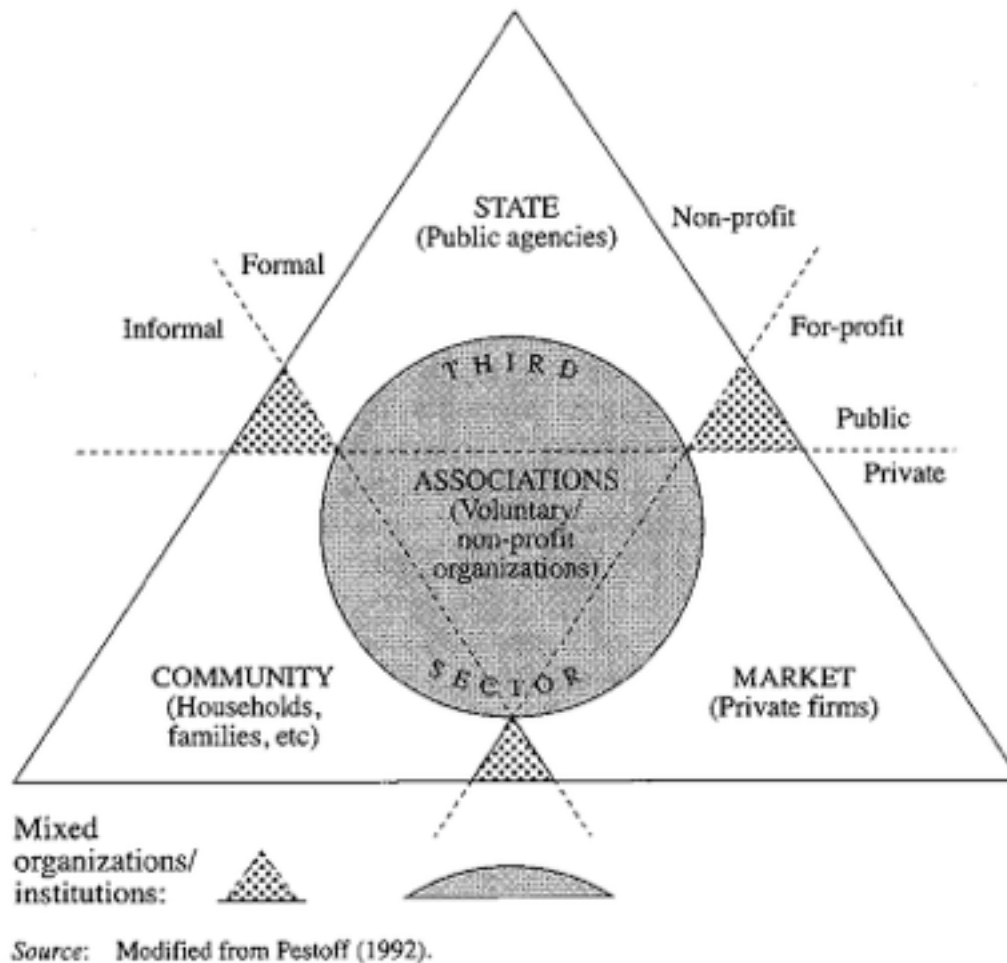 STATE
(Public agencies)
Non-profit
Formal
Informal
For-profit
THIRD
Public
Private
ASSOCIATIONS
(Voluntary/
non-profit
organizations)
SECTOR
COMMUNITY
(Households,
families, etc)
MARKET
(Private firms)
Mixed
organizations/
institutions:
Source: Modified from Pestoff (1992).